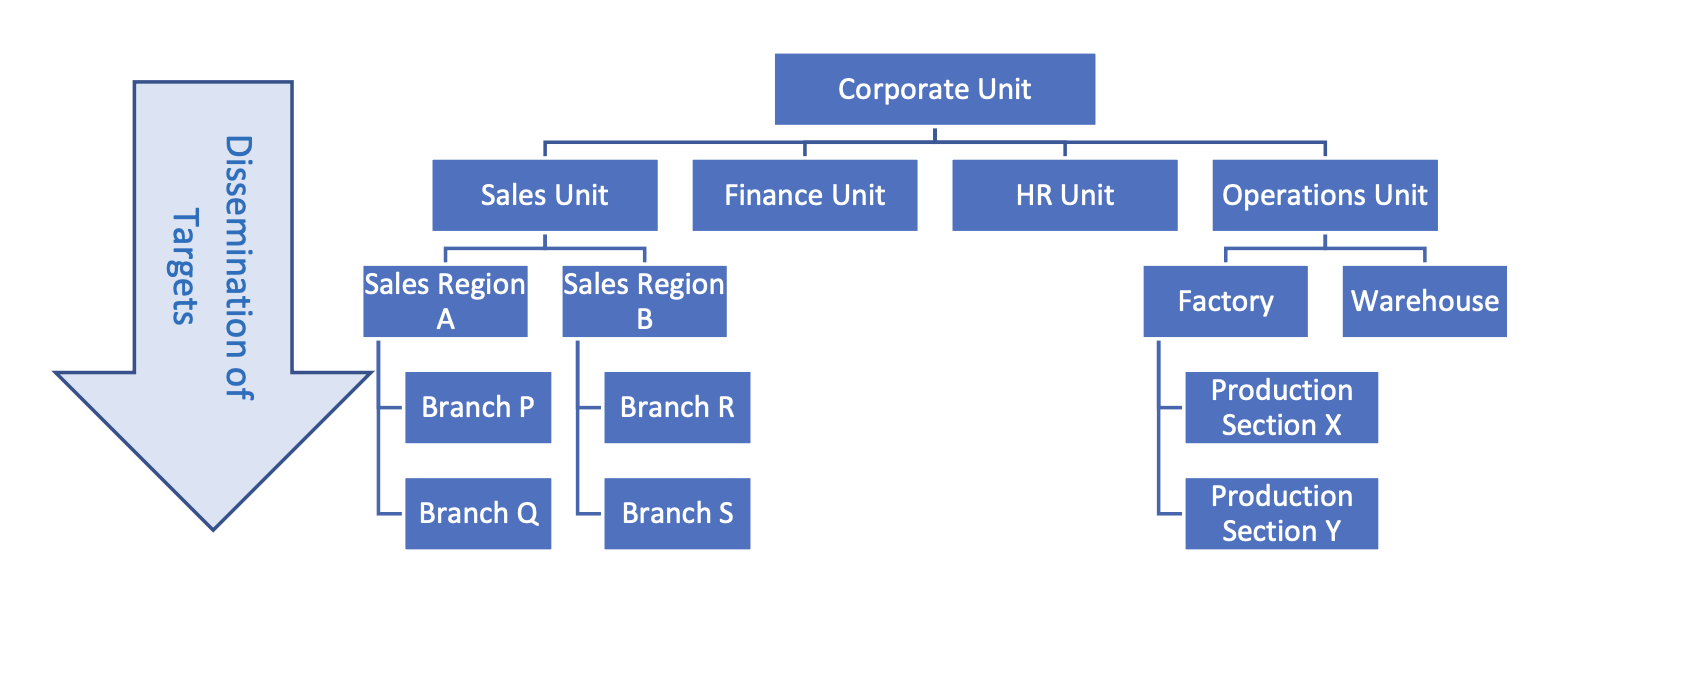 Dissemination of
Targets
Corporate Unit
Sales Unit
Finance Unit
HR Unit
Operations Unit
Sales Region
A
Sales Region
B
Factory
Warehouse
Branch P
Branch R
Production
Section X
Branch Q
Branch S
Production
Section Y